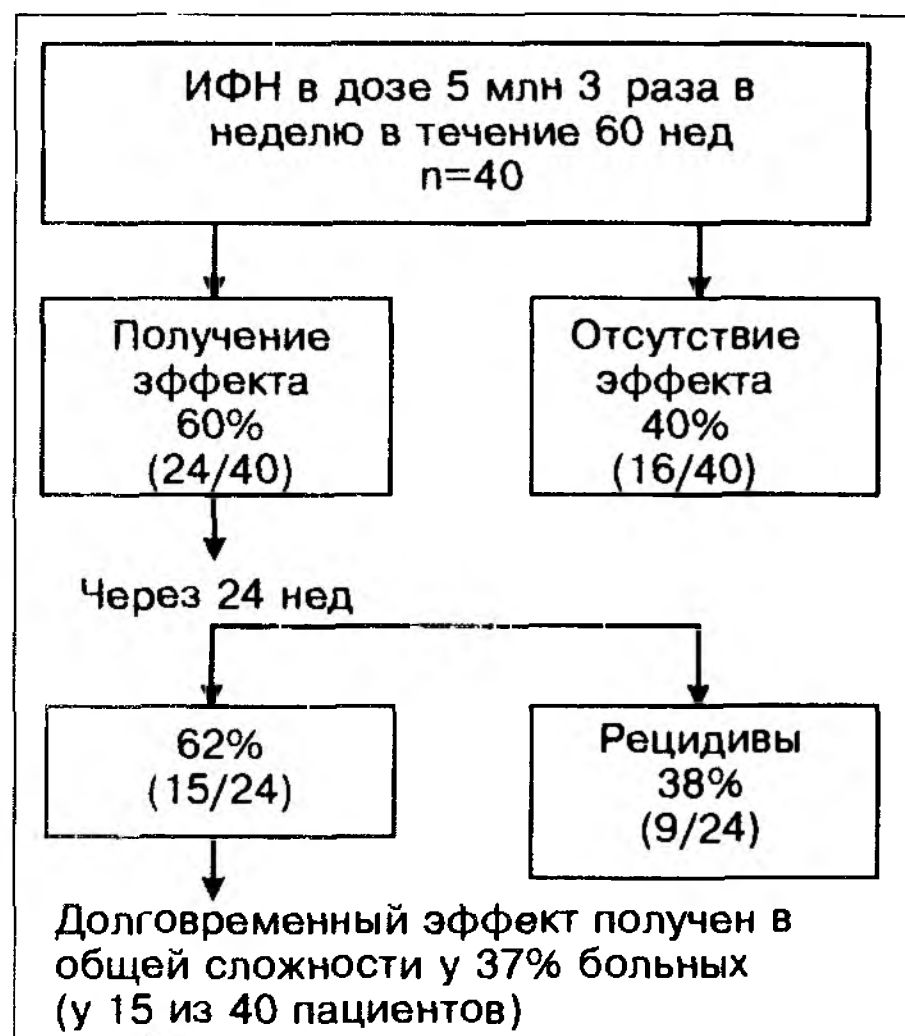 ИФН в дозе 5 млн 3 раза в
неделю в течение 60 нед
n=40
Получение
зффекта
60%
(24/40)
Отсутствие
эффекта
40%
(16/40)
Через 24 нед
62%
(15/24)
Рецидивы
38%
(9/24)
Долговременный эффект получен в
общей сложности у 37% больных
(у 15 из 40 пациентов)